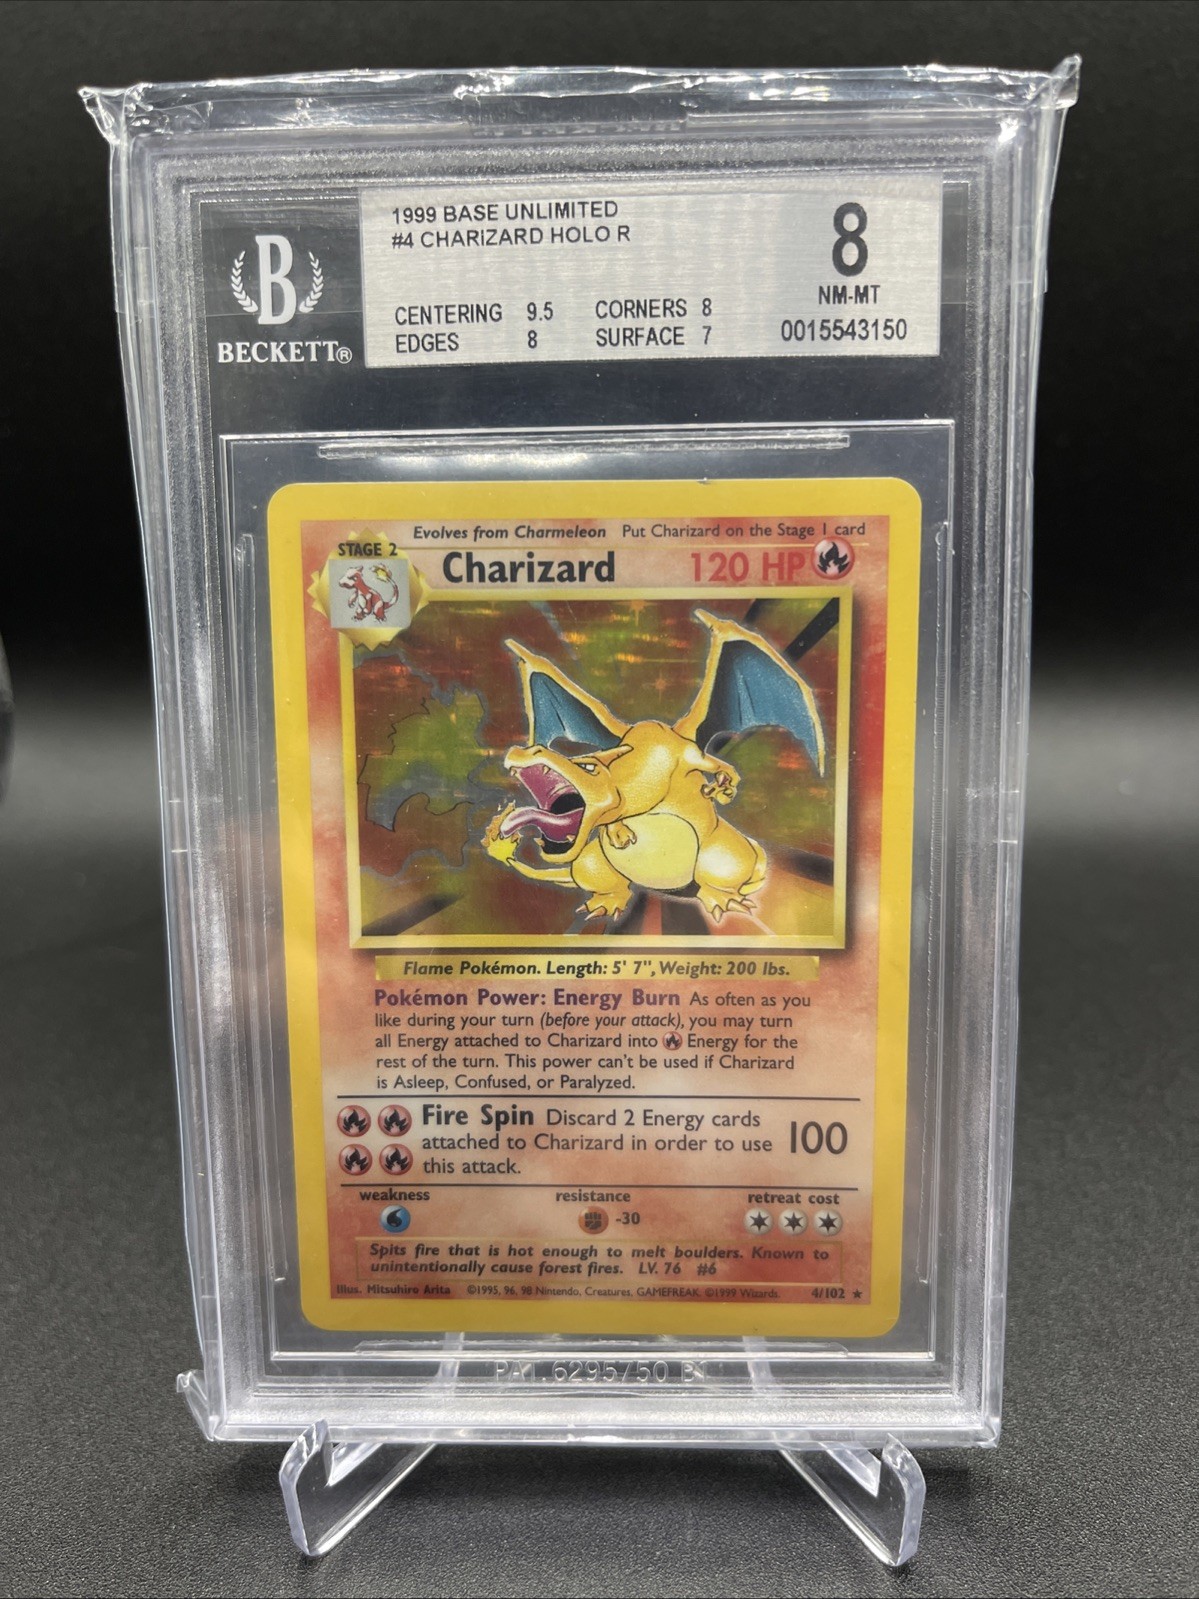 1999 BASE UNLIMITED
#4 CHARIZARD HOLO R
8
NM-MT
CENTERING 9.5 CORNERS 8
EDGES 8 SURFACE 7
0015543150
B
BECKETT®
Evolves from Charmeleon Put Charizard on the Stage 1 card
STAGE 2
Charizard 120 HP
Flame Pokémon. Length: 5' 7", Weight: 200 lbs.
Pokémon Power: Energy Burn As often as you
like during your turn (before your attack), you may turn
all Energy attached to Charizard into Energy for the
rest of the turn. This power can't be used if Charizard
is Asleep, Confused, or Paralyzed.
Fire Spin Discard 2 Energy cards
attached to Charizard in order to use 100
this attack.
weakness resistance retreat cost
-30
Spits fire that is hot enough to melt boulders. Known to
unintentionally cause forest fires. LV. 76 #6
Illus. Mitsuhiro Arita ©1995, 96, 98 Nintendo, Creatures, GAMEFREAK. ©1999 Wizards. 4/102 ★
PAT.6295750 B1